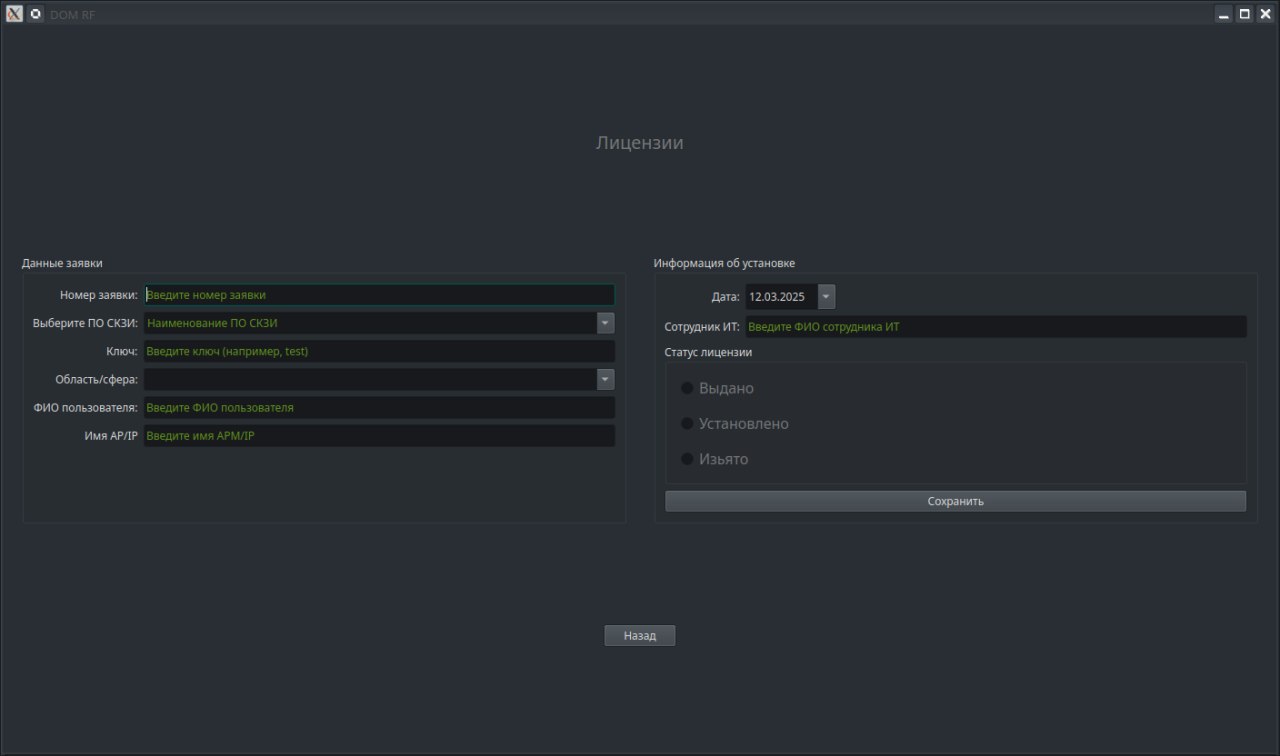 DOM RF
Лицензии
Данные заявки
Номер заявки: Введите номер заявки
Выберите ПО СКЗИ: Наименование ПО СКЗИ
Ключ: Введите ключ (например, test)
Область/сфера:
ФИО пользователя: Введите ФИО пользователя
Имя AP/IP Введите имя АРМ/IP
Информация об установке
Дата: 12.03.2025
Сотрудник ИТ: Введите ФИО сотрудника ИТ
Статус лицензии
Выдано
Установлено
Изьято
Сохранить
Назад